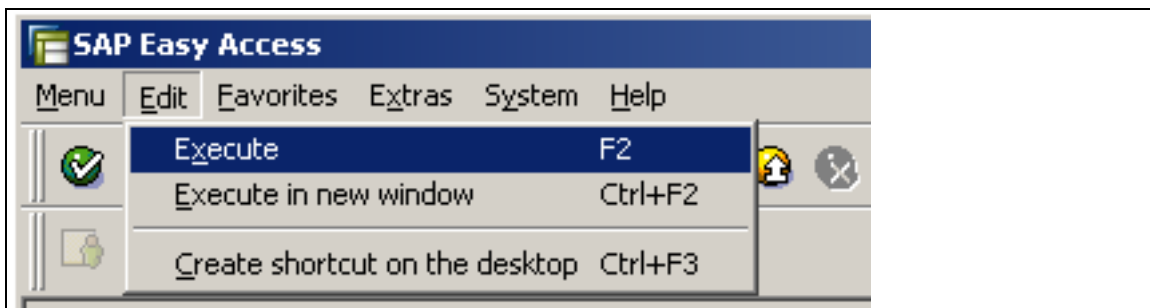 SAP Easy Access
Menu Edit Favorites Extras System Help
Execute F2
Execute in new window Ctrl+F2
Create shortcut on the desktop Ctrl+F3